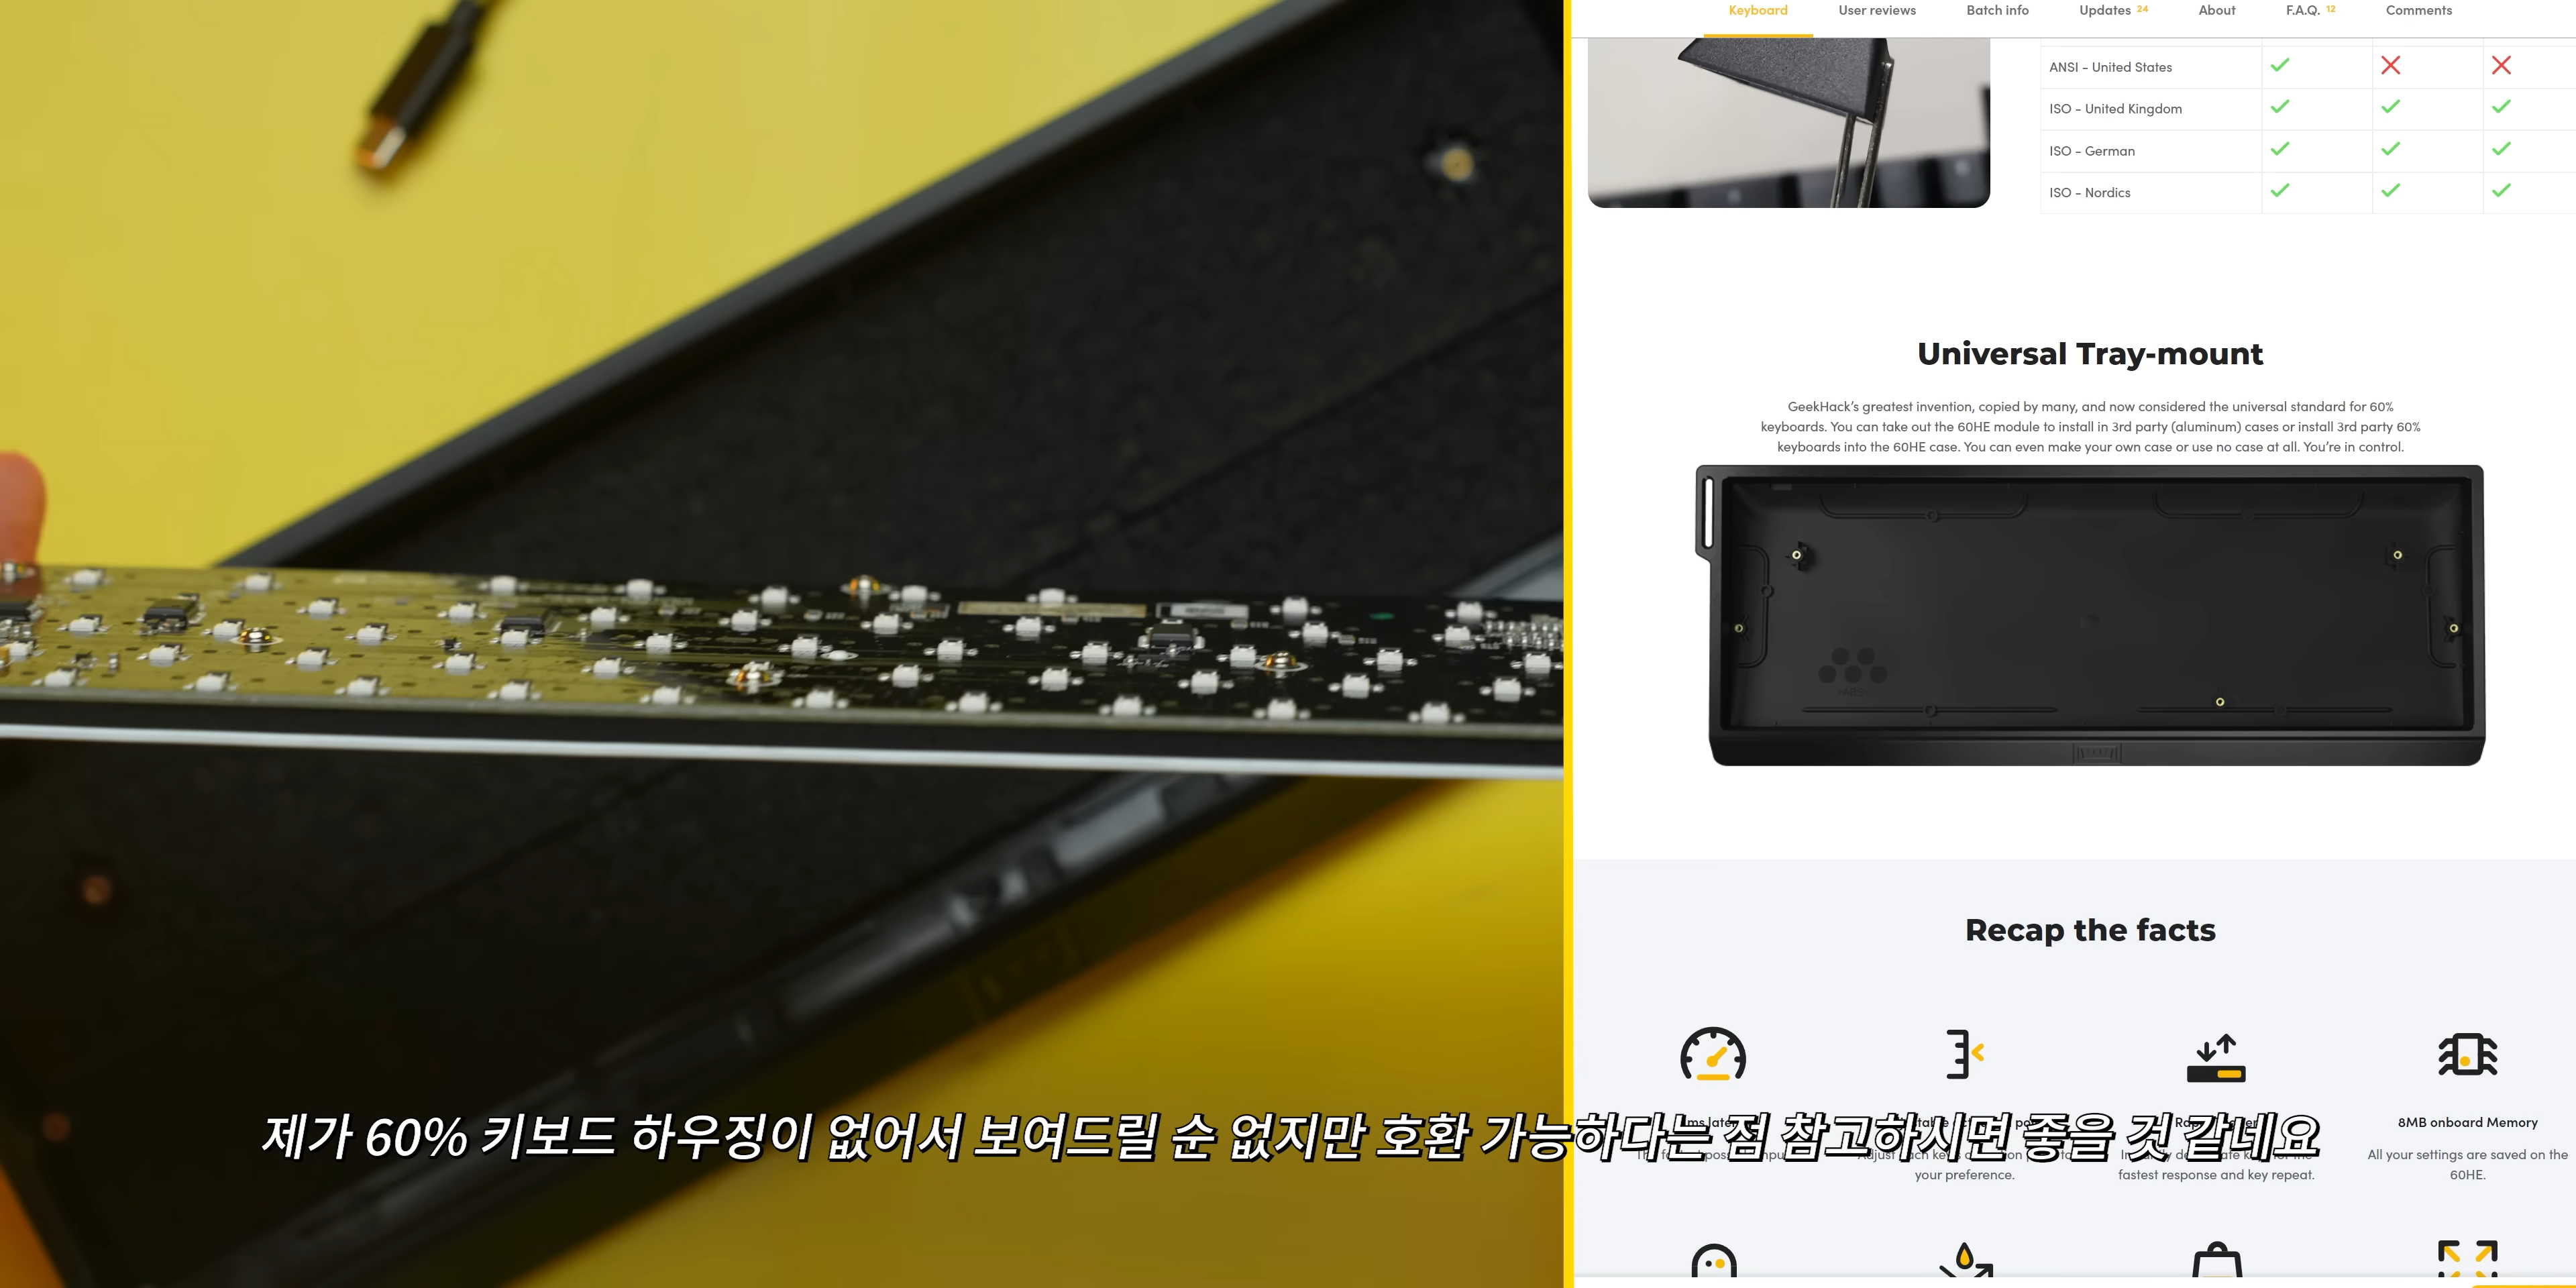 Keyboard
User reviews
Batch info
Updates 24
About
F.A.Q. 12
Comments
ANSI - United States
ISO - United Kingdom
ISO - German
ISO - Nordics
Universal Tray-mount
GeekHack's greatest invention, copied by many, and now considered the universal standard for 60%
keyboards. You can take out the 60HE module to install in 3rd party (aluminum) cases or install 3rd party 60%
keyboards into the 60HE case. You can even make your own case or use no case at all. You're in control.
Recap the facts
8MB onboard Memory
제가 60% 키보드 하우징이 없어서 보여드릴 순 없지만 호환 가능하다는 점 참고하시면 좋을 것 같네요
your preference.
fastest response and key repeat.
All your settings are saved on the
60HE.